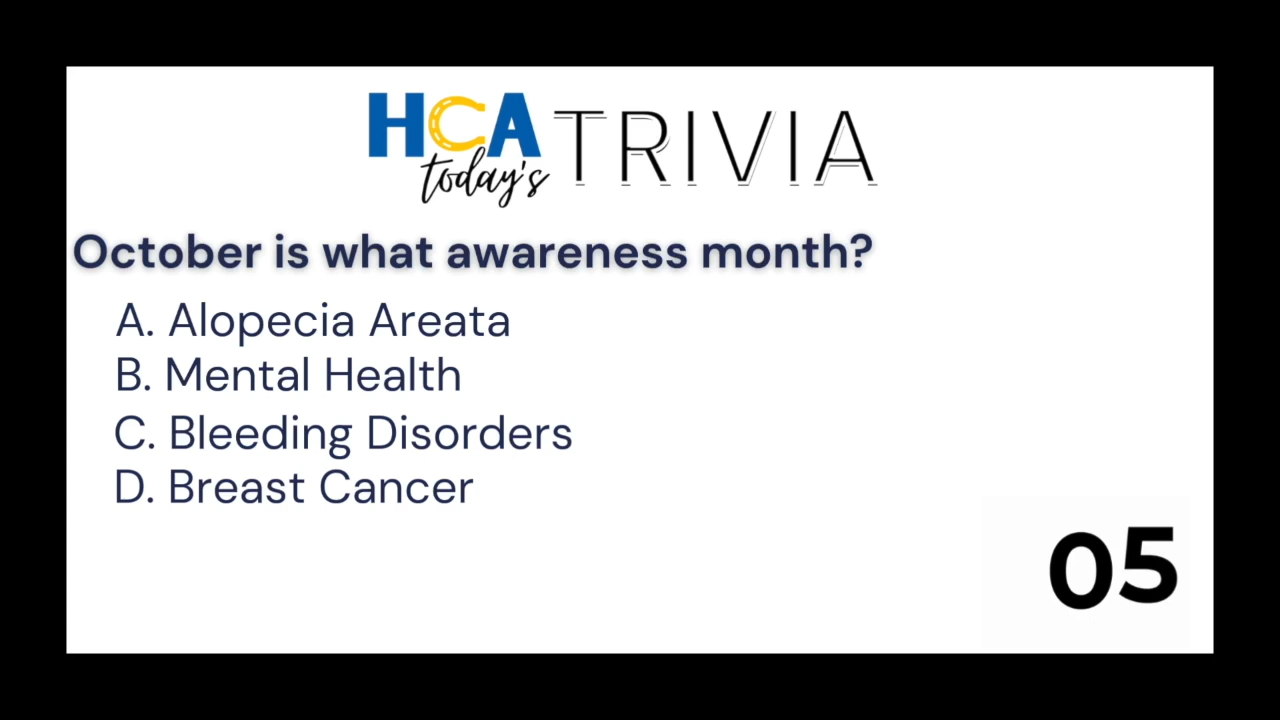 HCA TRIVIA
today's
October is what awareness month?
A. Alopecia Areata
B. Mental Health
C. Bleeding Disorders
D. Breast Cancer
05